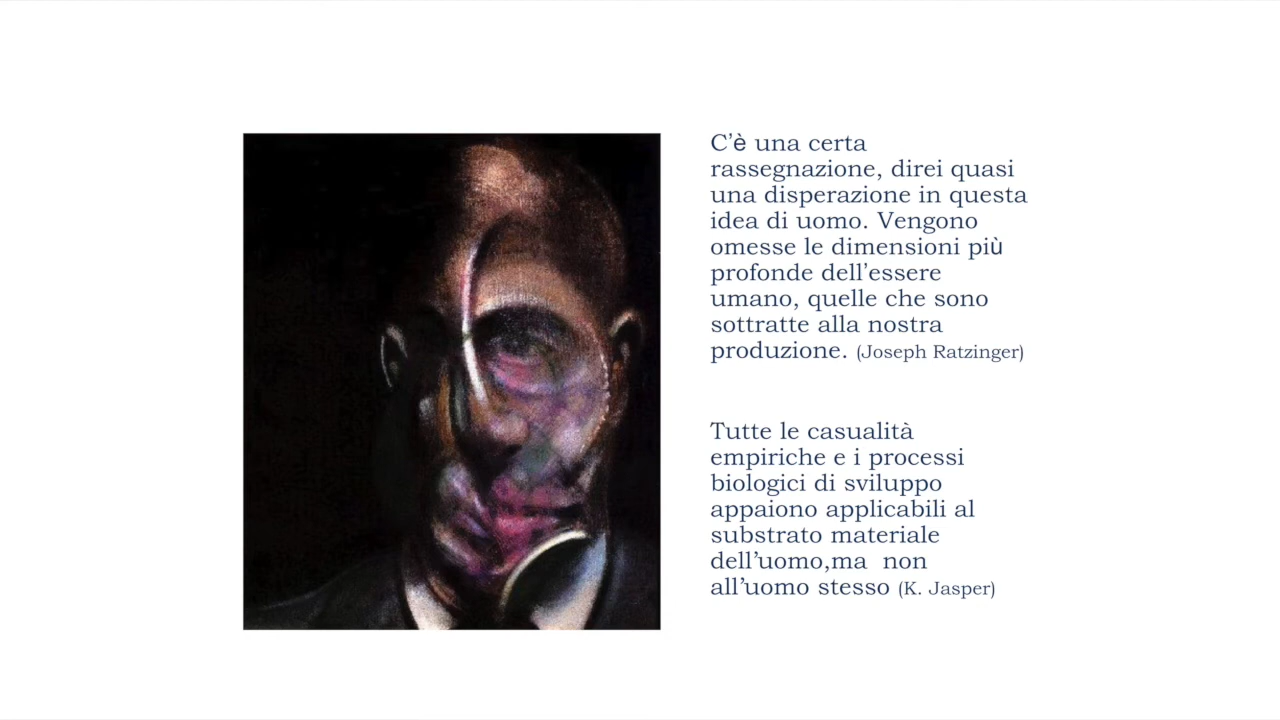 C’è una certa
rassegnazione, direi quasi
una disperazione in questa
idea di uomo. Vengono
omesse le dimensioni più
profonde dell’essere
umano, quelle che sono
sottratte alla nostra
produzione. (Joseph Ratzinger)
Tutte le casualità
empiriche e i processi
biologici di sviluppo
appaiono applicabili al
substrato materiale
dell’uomo,ma  non
all’uomo stesso (K. Jasper)